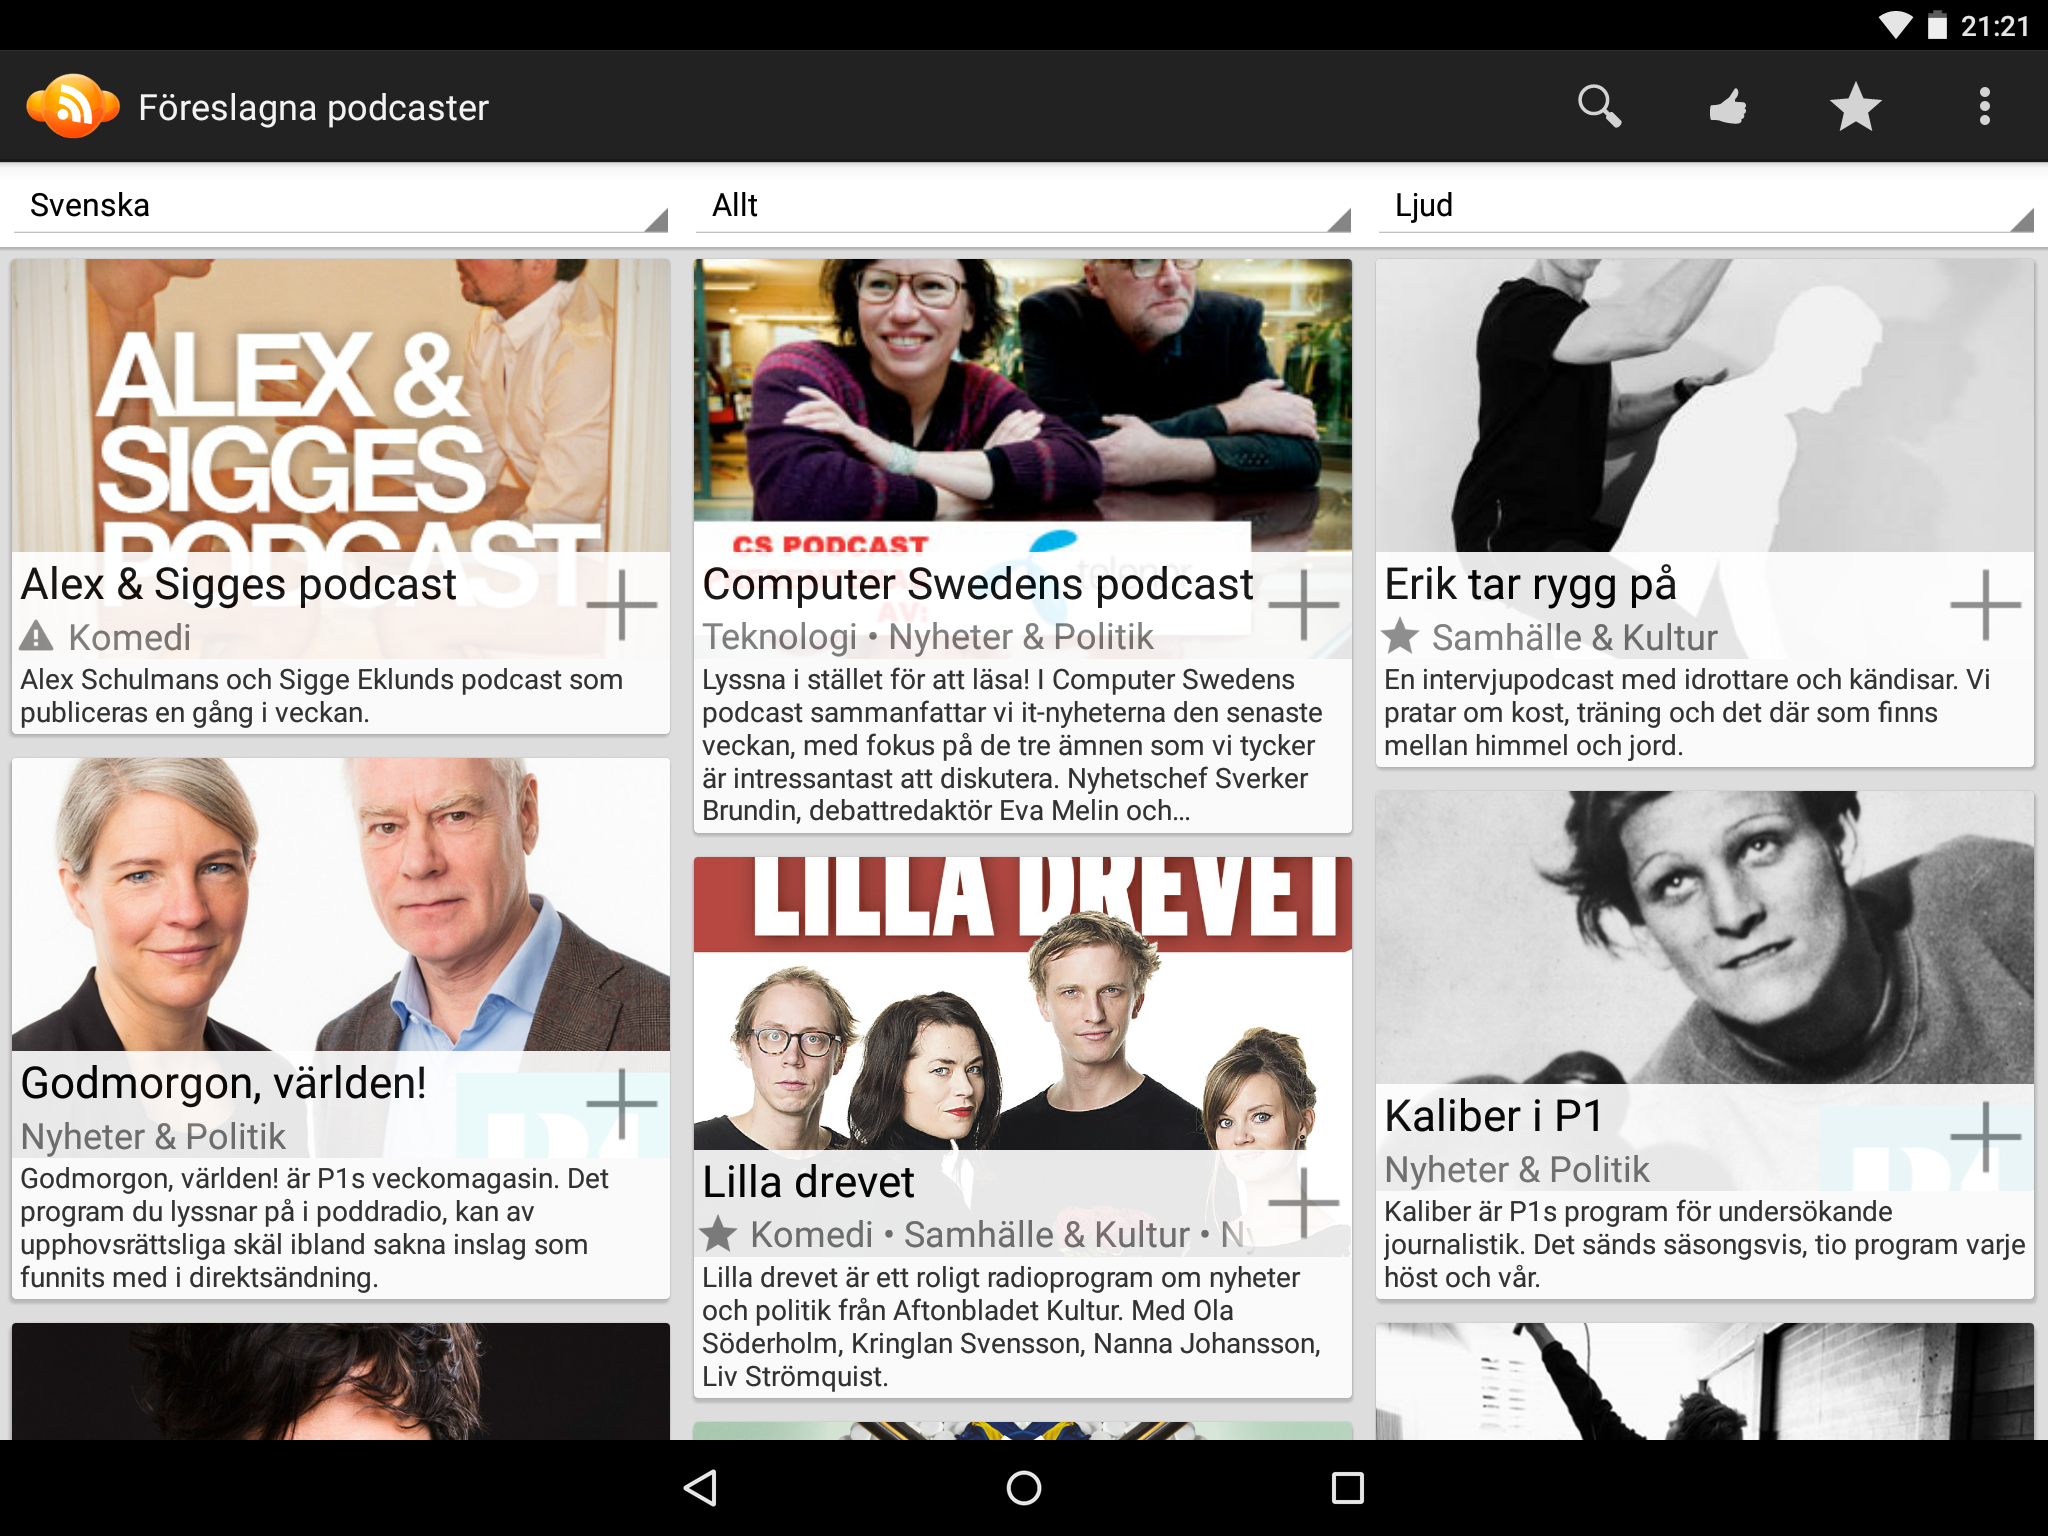 21:21
Föreslagna podcaster
Svenska
Allt
Ljud
ALEX &
SIGGES
PODCAST
Alex & Sigges podcast
Komedi
Alex Schulmans och Sigge Eklunds podcast som
publiceras en gång i veckan.
CS PODCAST
PRESENTERAS
AV:
telenor
Computer Swedens podcast
Teknologi • Nyheter & Politik
Lyssna i stället för att läsa! I Computer Swedens
podcast sammanfattar vi it-nyheterna den senaste
veckan, med fokus på de tre ämnen som vi tycker
är intressantast att diskutera. Nyhetschef Sverker
Brundin, debattredaktör Eva Melin och...
Erik tar rygg på
Samhälle & Kultur
En intervjupodcast med idrottare och kändisar. Vi
pratar om kost, träning och det där som finns
mellan himmel och jord.
Godmorgon, världen!
Nyheter & Politik
Godmorgon, världen! är P1s veckomagasin. Det
program du lyssnar på i poddradio, kan av
upphovsrättsliga skäl ibland sakna inslag som
funnits med i direktsändning.
LILLA DREVET
Lilla drevet
Komedi • Samhälle & Kultur • Ny
Lilla drevet är ett roligt radioprogram om nyheter
och politik från Aftonbladet Kultur. Med Ola
Söderholm, Kringlan Svensson, Nanna Johansson,
Liv Strömquist.
Kaliber i P1
Nyheter & Politik
Kaliber är P1s program för undersökande
journalistik. Det sänds säsongsvis, tio program varje
höst och vår.